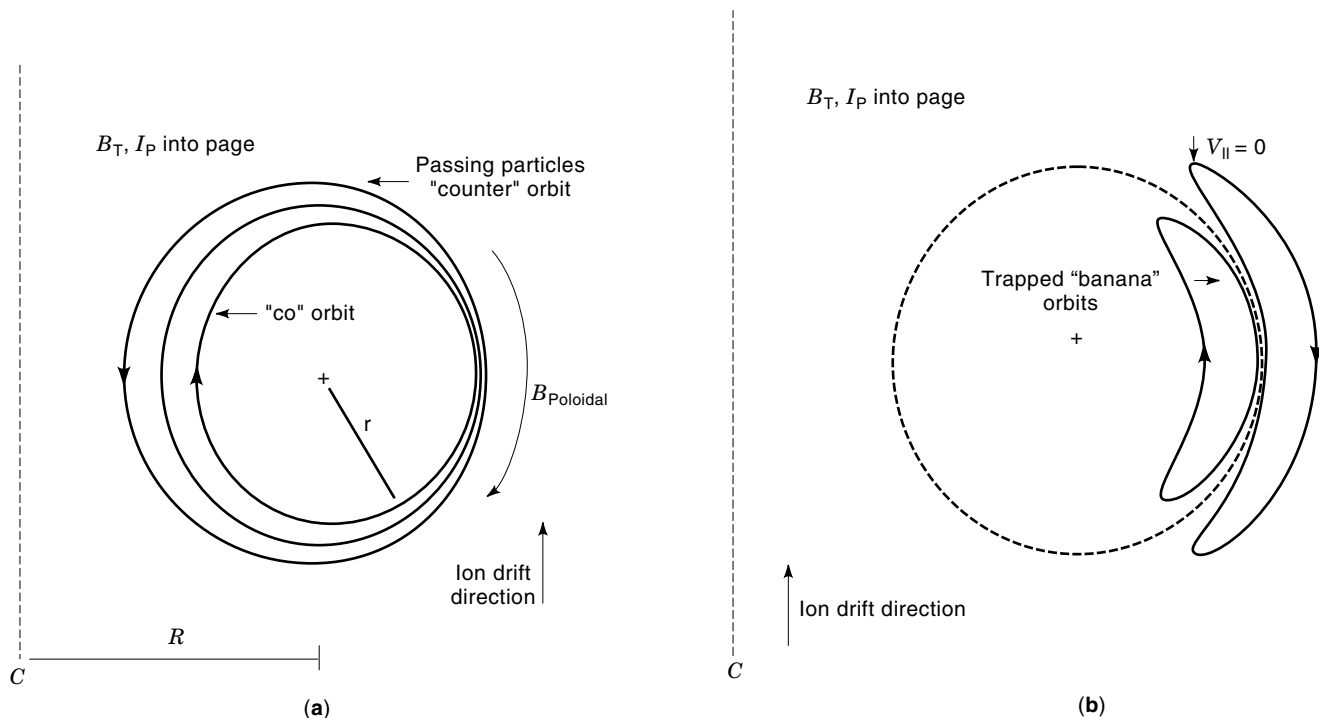 B_T, I_P into page
Passing particles
"counter" orbit
"co" orbit
+
r
B_Poloidal
Ion drift
direction
R
C
(a)
B_T, I_P into page
V_|| = 0
Trapped “banana”
orbits
+
Ion drift direction
C
(b)